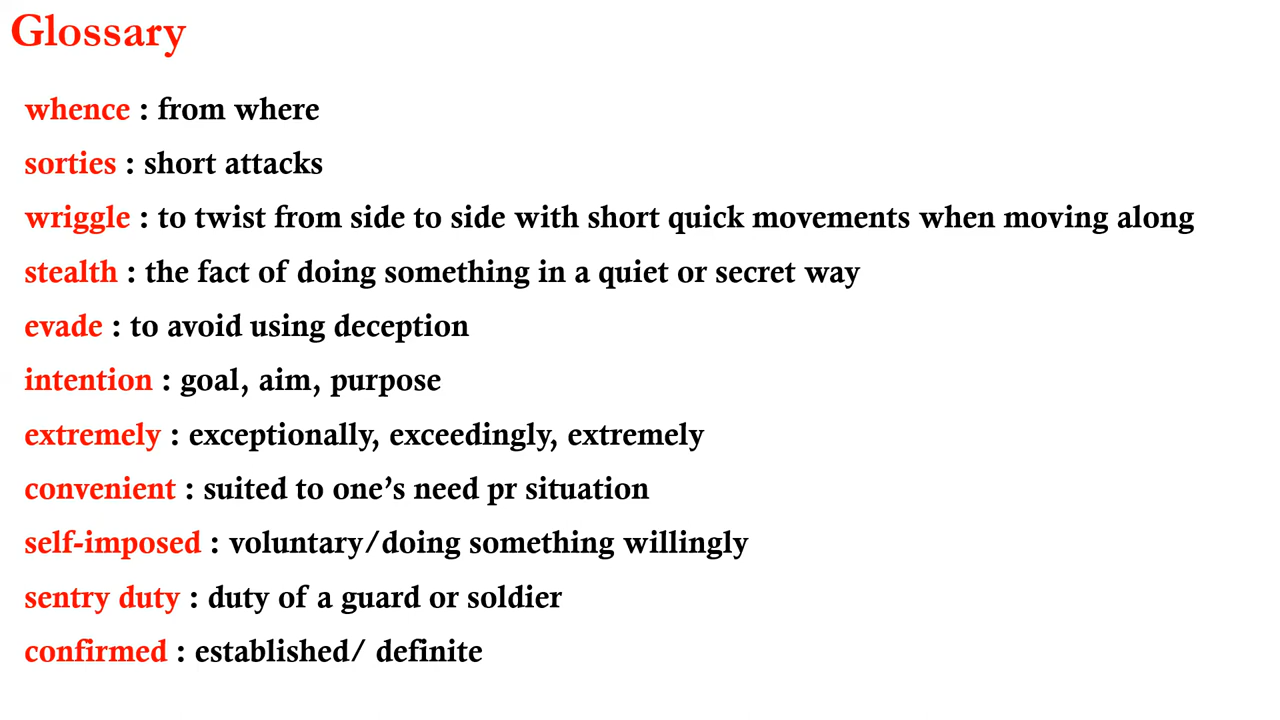 Glossary
whence : from where
sorties : short attacks
wriggle : to twist from side to side with short quick movements when moving along
stealth : the fact of doing something in a quiet or secret way
evade : to avoid using deception
intention : goal, aim, purpose
extremely : exceptionally, exceedingly, extremely
convenient : suited to one’s need pr situation
self-imposed : voluntary/doing something willingly
sentry duty : duty of a guard or soldier
confirmed : established/ definite